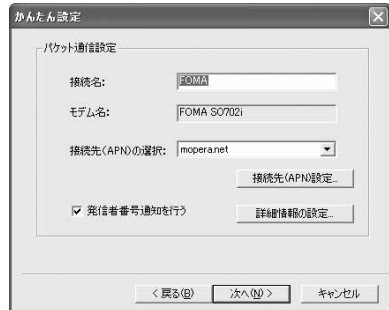 かんたん設定
パケット通信設定
接続名: FOMA
モデム名: FOMA SO702i
接続先(APN)の選択: mopera.net
接続先(APN)設定...
発信者番号通知を行う 詳細情報の設定...
< 戻る(B) 次へ(N) > キャンセル